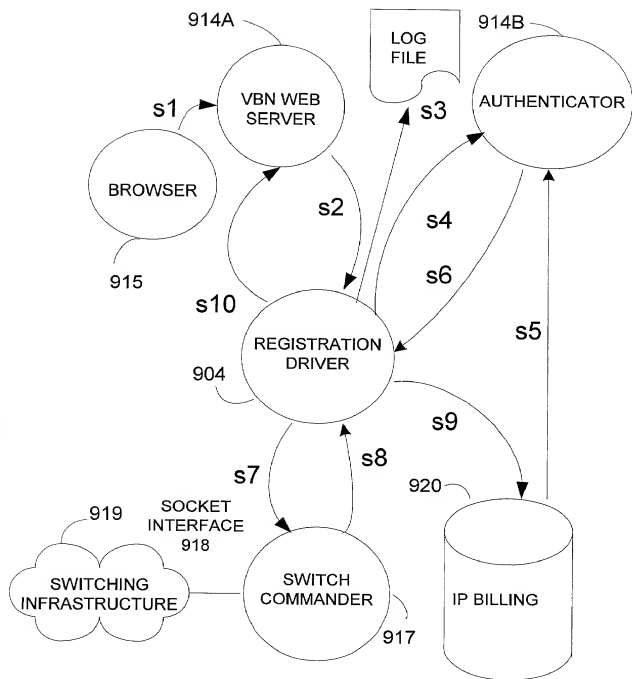 914A
LOG
FILE
914B
s1
VBN WEB
SERVER
s3
AUTHENTICATOR
BROWSER
s2
s4
915
s10
s6
s5
REGISTRATION
DRIVER
904
s9
s7
s8
920
919
SOCKET
INTERFACE
918
SWITCHING
INFRASTRUCTURE
SWITCH
COMMANDER
IP BILLING
917